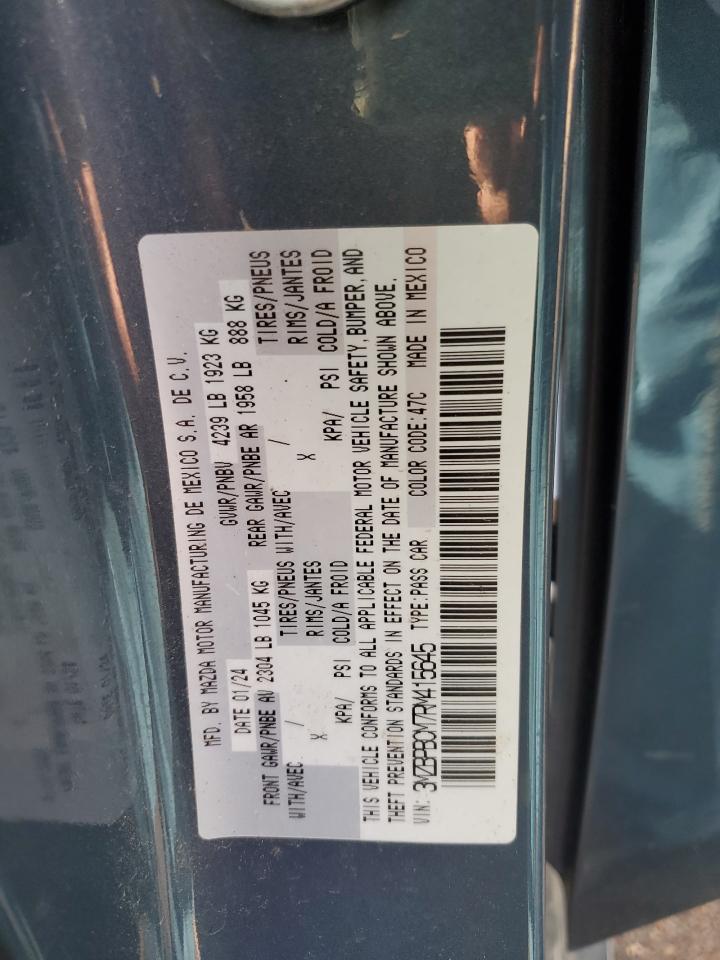 MFD. BY MAZDA MOTOR MANUFACTURING DE MEXICO S.A. DE C.V.
DATE 01/24 GVWR/PNBV 4239 LB 1923 KG
FRONT GAWR/PNBE AV 2304 LB 1045 KG REAR GAWR/PNBE AR 1958 LB 888 KG
WITH/AVEC / TIRES/PNEUS WITH/AVEC / TIRES/PNEUS
X RIMS/JANTES X RIMS/JANTES
KPA/ PSI COLD/A FROID KPA/ PSI COLD/A FROID
THIS VEHICLE CONFORMS TO ALL APPLICABLE FEDERAL MOTOR VEHICLE SAFETY, BUMPER, AND
THEFT PREVENTION STANDARDS IN EFFECT ON THE DATE OF MANUFACTURE SHOWN ABOVE.
VIN: 3MZBPBCM7RM415645 TYPE:PASS CAR COLOR CODE:47C MADE IN MEXICO